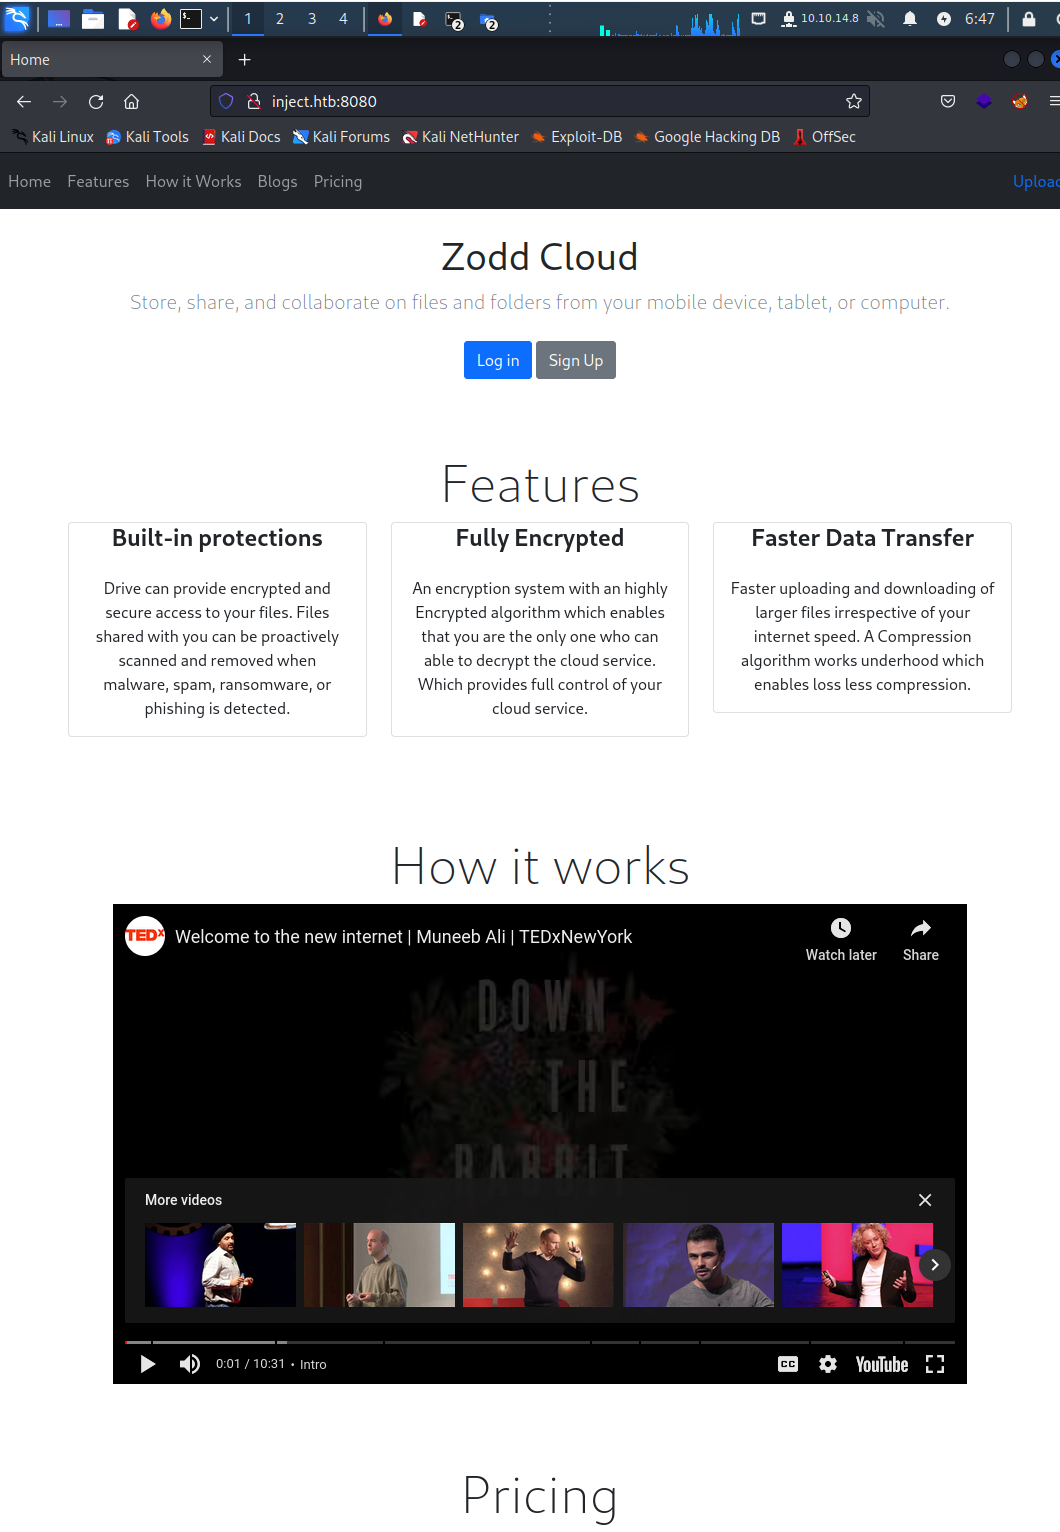 1 2 3 4 2 2 10.10.14.8 6:47
Home
inject.htb:8080
Kali Linux Kali Tools Kali Docs Kali Forums Kali NetHunter Exploit-DB Google Hacking DB OffSec
Home Features How it Works Blogs Pricing
Zodd Cloud
Store, share, and collaborate on files and folders from your mobile device, tablet, or computer.
Log in Sign Up
Features
Built-in protections
Drive can provide encrypted and
secure access to your files. Files
shared with you can be proactively
scanned and removed when
malware, spam, ransomware, or
phishing is detected.
Fully Encrypted
An encryption system with an highly
Encrypted algorithm which enables
that you are the only one who can
able to decrypt the cloud service.
Which provides full control of your
cloud service.
Faster Data Transfer
Faster uploading and downloading of
larger files irrespective of your
internet speed. A Compression
algorithm works underhood which
enables loss less compression.
How it works
TEDx Welcome to the new internet | Muneeb Ali | TEDxNewYork
Watch later Share
DOWN
THE
RABBIT
More videos
0:01 / 10:31 • Intro
CC YouTube
Pricing